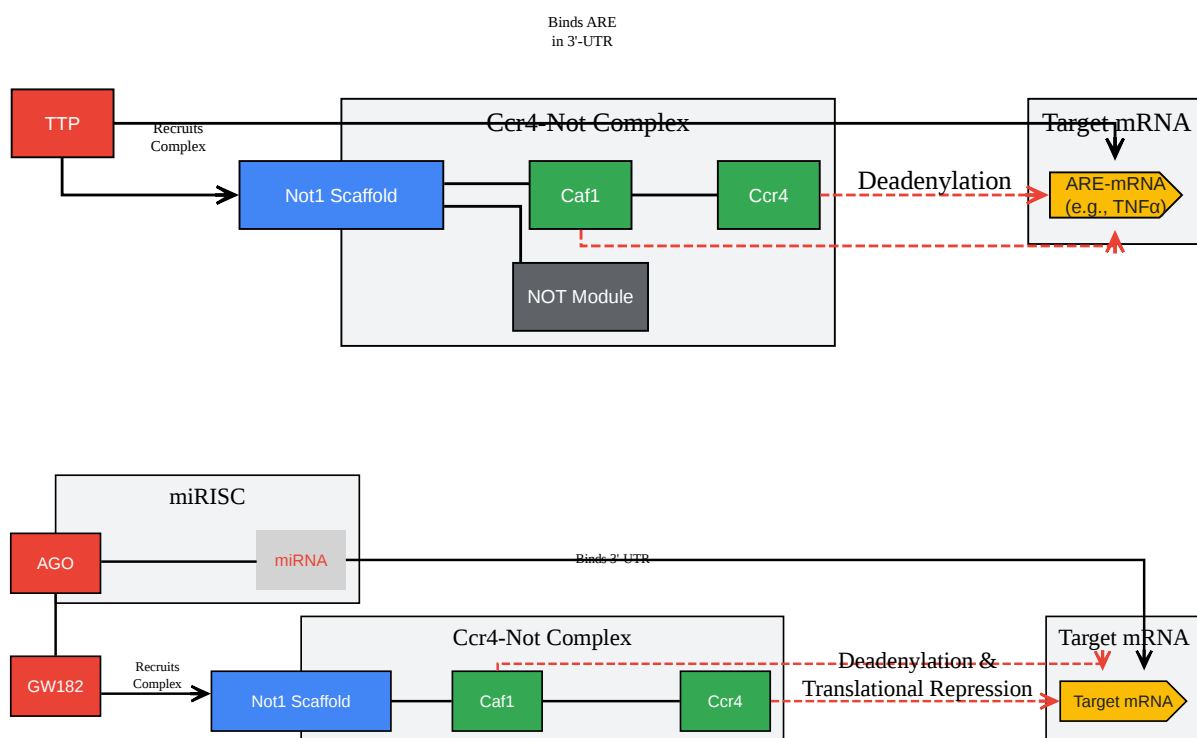 Binds ARE
in 3'-UTR
TTP
Recruits
Complex
Ccr4-Not Complex
Target mRNA
Not1 Scaffold
Caf1
Ccr4
Deadenylation
ARE-mRNA
(e.g., TNFα)
NOT Module
miRISC
AGO
miRNA
Binds 3'-UTR
GW182
Recruits
Complex
Ccr4-Not Complex
Target mRNA
Not1 Scaffold
Caf1
Ccr4
Deadenylation &
Translational Repression
Target mRNA